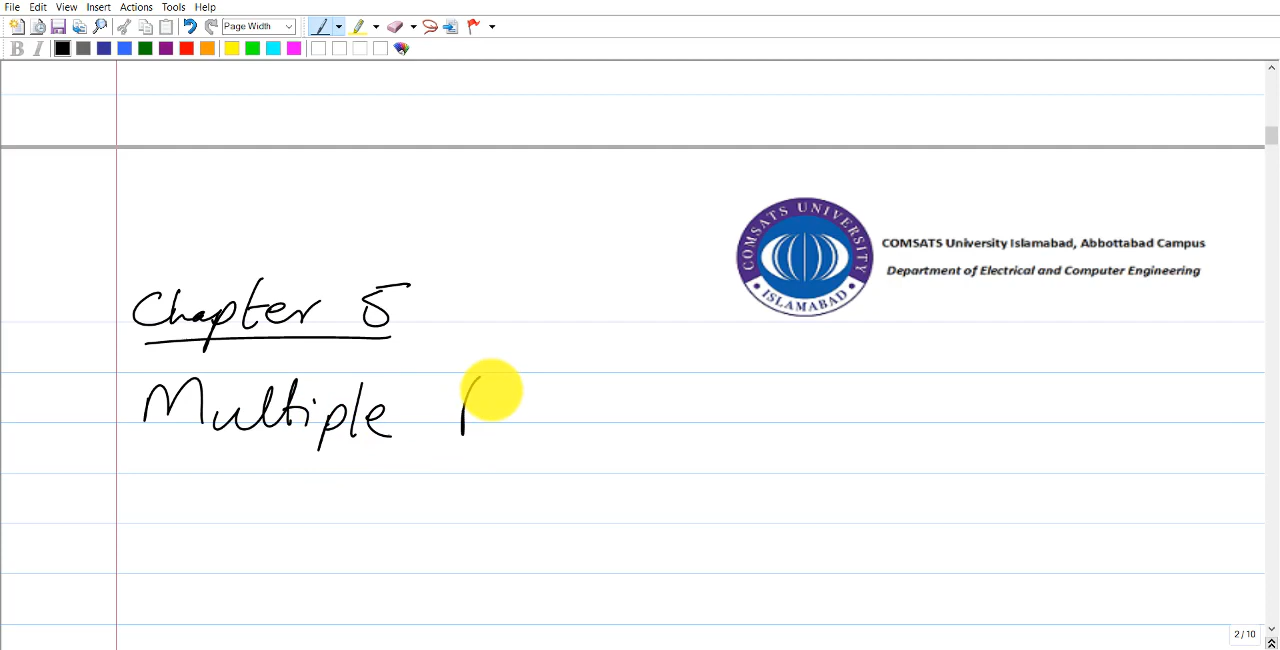 File Edit View Insert Actions Tools Help
Page Width
B I
COMSATS UNIVERSITY
ISLAMABAD
COMSATS University Islamabad, Abbottabad Campus
Department of Electrical and Computer Engineering
Chapter 5
Multiple
2 / 10